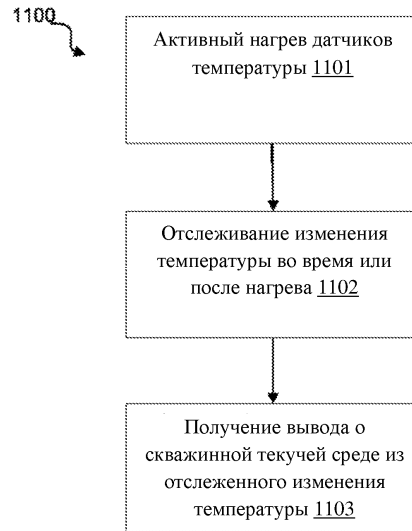 1100
Активный нагрев датчиков
температуры 1101
Отслеживание изменения
температуры во время или
после нагрева 1102
Получение вывода о
скважинной текучей среде из
отслеженного изменения
температуры 1103